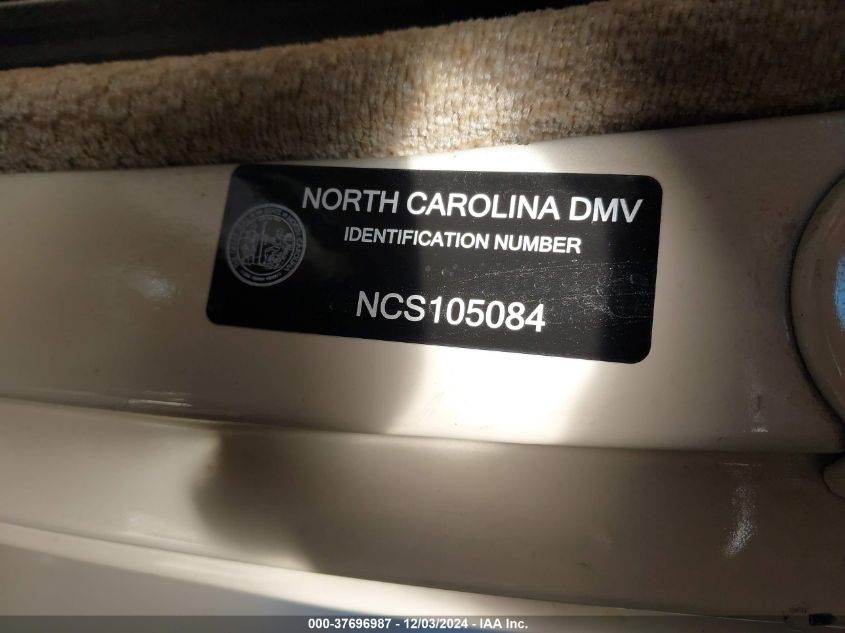 NORTH CAROLINA DMV
IDENTIFICATION NUMBER
NCS105084
000-37696987 - 12/03/2024 - IAA Inc.